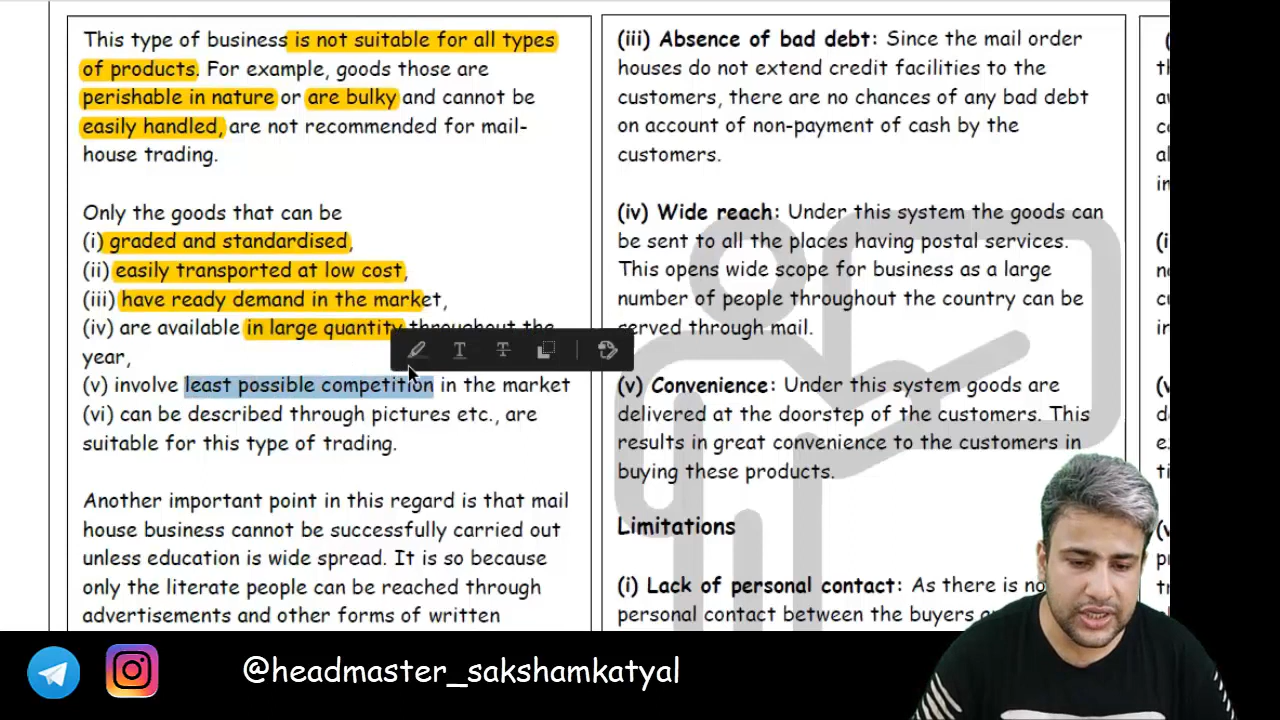 This type of business is not suitable for all types
of products. For example, goods those are
perishable in nature or are bulky and cannot be
easily handled, are not recommended for mail-
house trading.
Only the goods that can be
(i) graded and standardised,
(ii) easily transported at low cost,
(iii) have ready demand in the market,
(iv) are available in large quantity throughout the
year,
(v) involve least possible competition in the market
(vi) can be described through pictures etc., are
suitable for this type of trading.
Another important point in this regard is that mail
house business cannot be successfully carried out
unless education is wide spread. It is so because
only the literate people can be reached through
advertisements and other forms of written
(iii) Absence of bad debt: Since the mail order
houses do not extend credit facilities to the
customers, there are no chances of any bad debt
on account of non-payment of cash by the
customers.
(iv) Wide reach: Under this system the goods can
be sent to all the places having postal services.
This opens wide scope for business as a large
number of people throughout the country can be
served through mail.
(v) Convenience: Under this system goods are
delivered at the doorstep of the customers. This
results in great convenience to the customers in
buying these products.
Limitations
(i) Lack of personal contact: As there is no
personal contact between the buyers
@headmaster_sakshamkatyal